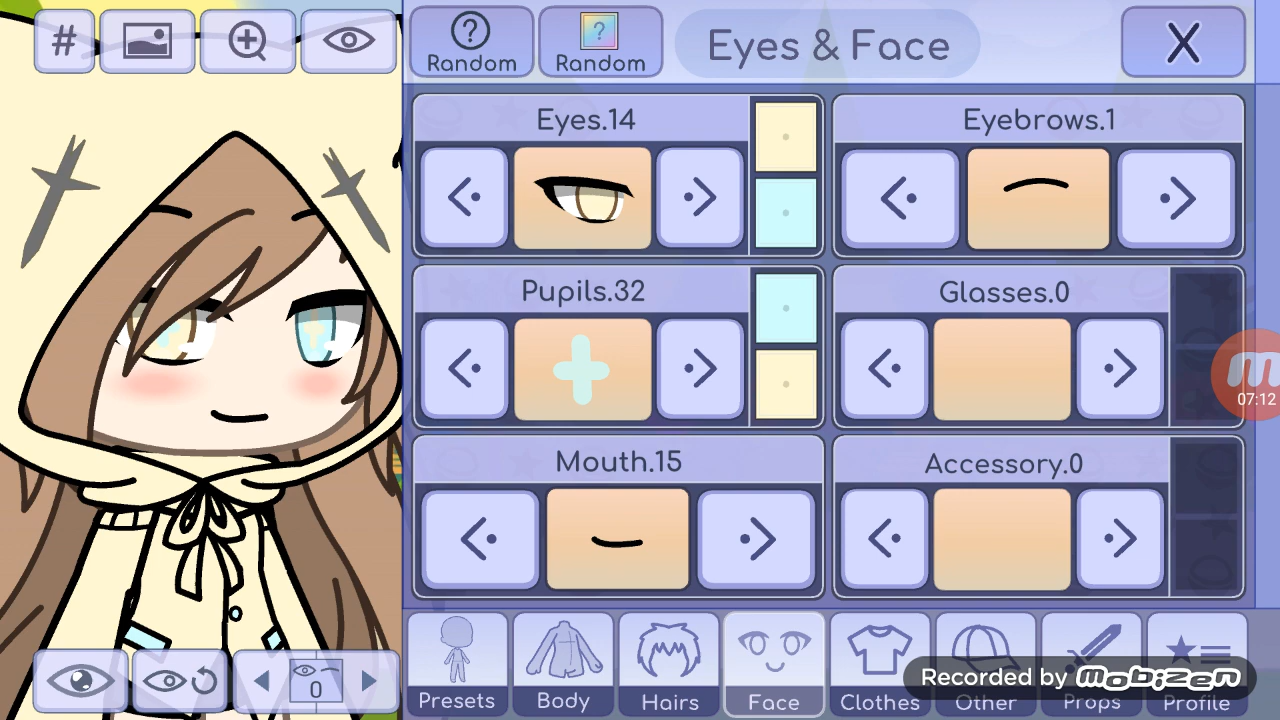 #
? Random
? Random
Eyes & Face
X
Eyes.14
Eyebrows.1
Pupils.32
Glasses.0
07:12
Mouth.15
Accessory.0
0
Presets
Body
Hairs
Face
Clothes
Other
Props
Profile
Recorded by mobizen